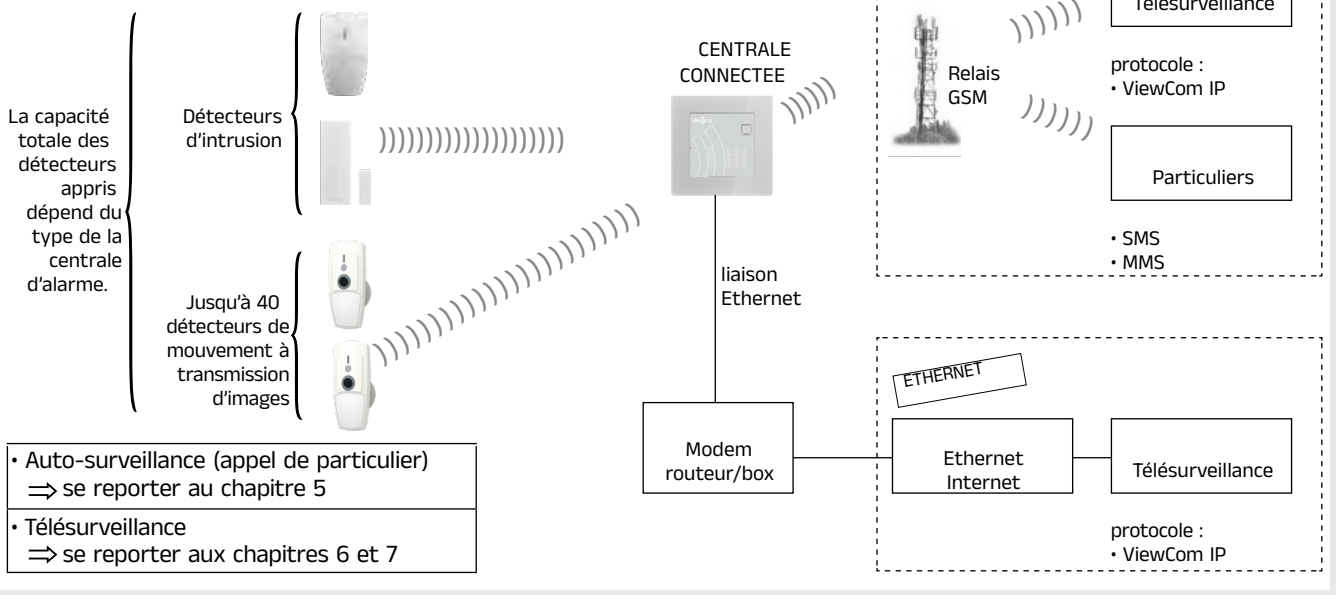 La capacité
totale des
détecteurs
appris
dépend du
type de la
centrale
d'alarme.
Détecteurs
d'intrusion
Jusqu'à 40
détecteurs de
mouvement à
transmission
d'images
CENTRALE
CONNECTEE
liaison
Ethernet
Modem
routeur/box
Relais
GSM
Télésurveillance
protocole :
• ViewCom IP
Particuliers
• SMS
• MMS
ETHERNET
Ethernet
Internet
Télésurveillance
protocole :
• ViewCom IP
• Auto-surveillance (appel de particulier)
⇒ se reporter au chapitre 5
• Télésurveillance
⇒ se reporter aux chapitres 6 et 7